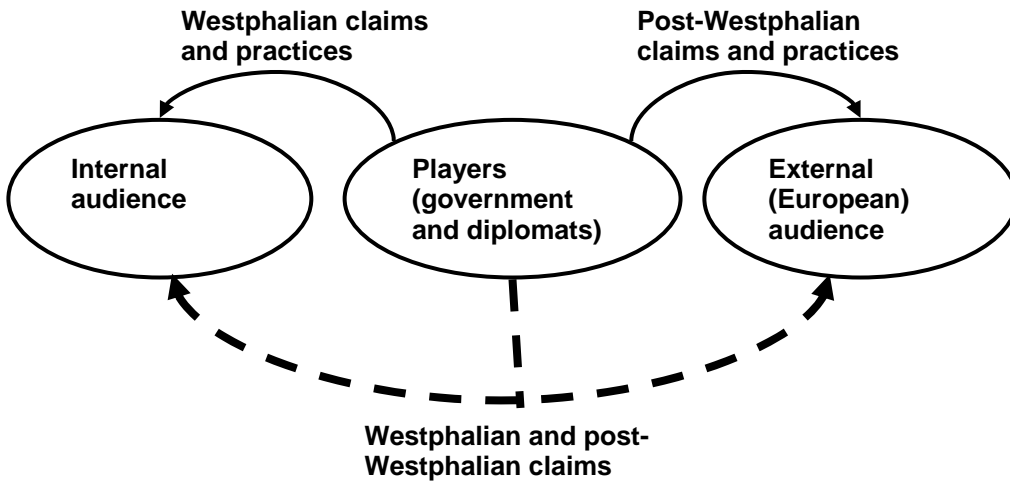 Westphalian claims
and practices
Post-Westphalian
claims and practices
Internal
audience
Players
(government
and diplomats)
External
(European)
audience
Westphalian and post-
Westphalian claims